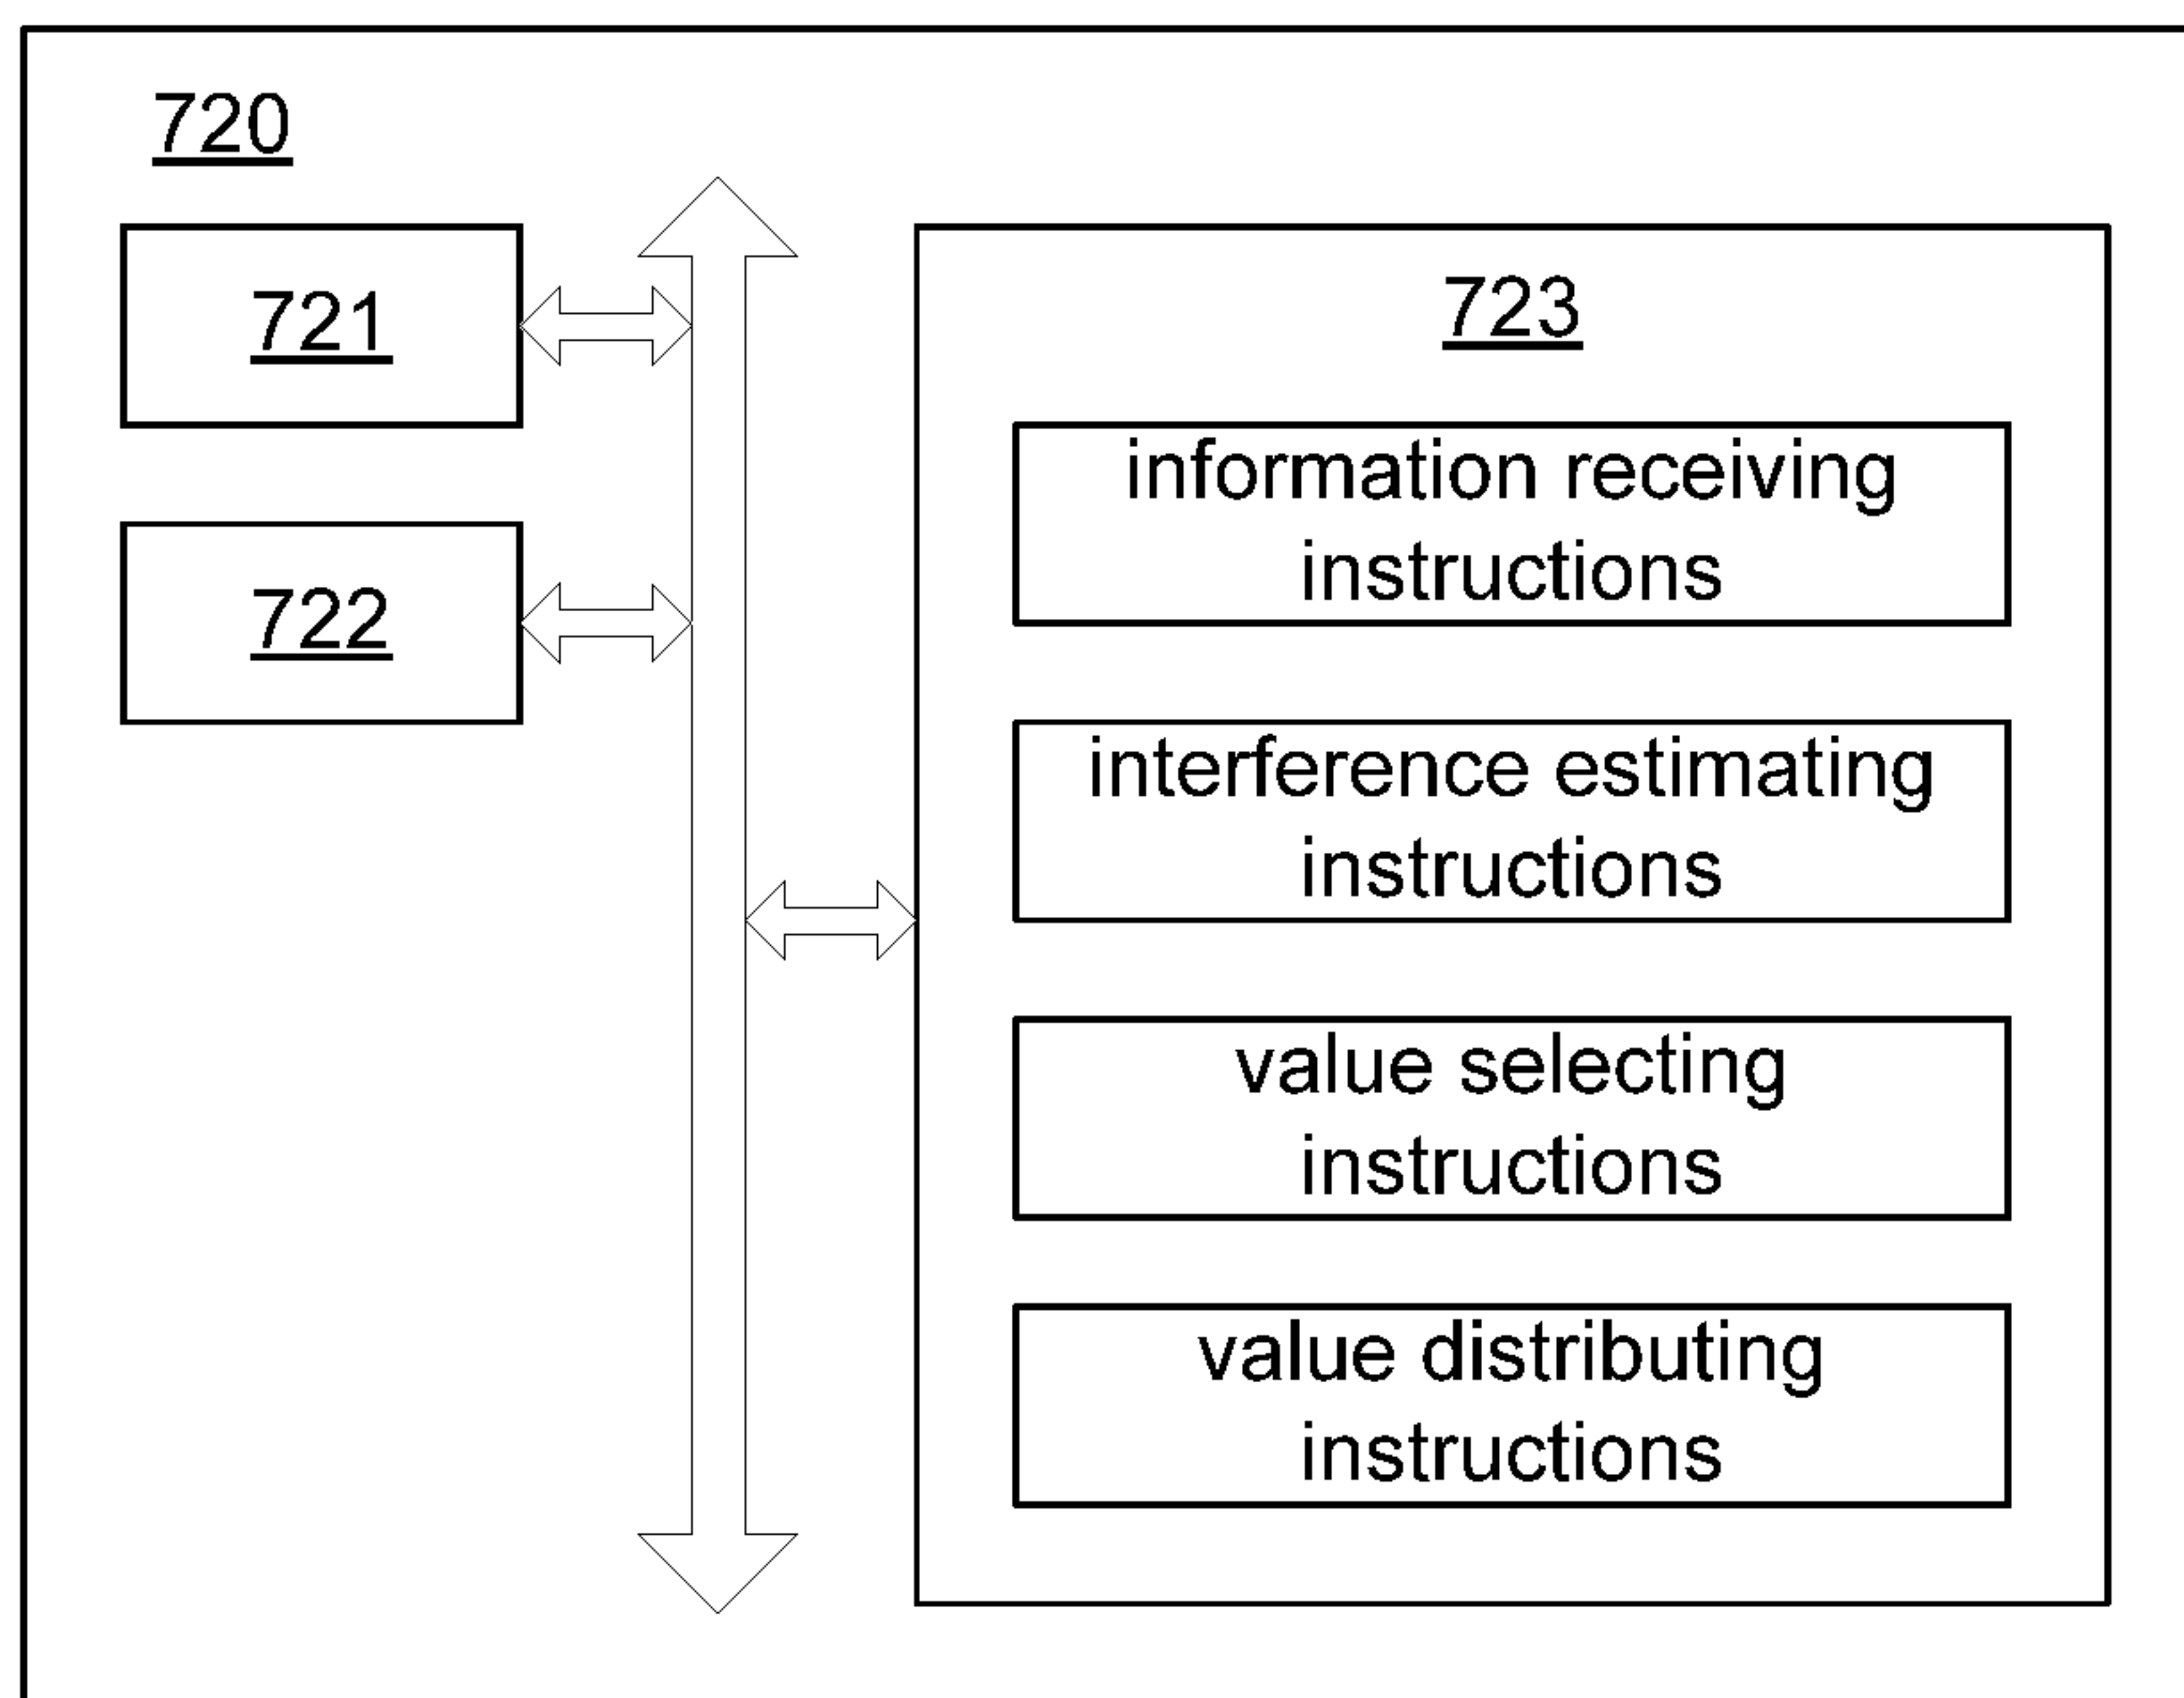 720
721
722
723
information receiving
instructions
interference estimating
instructions
value selecting
instructions
value distributing
instructions